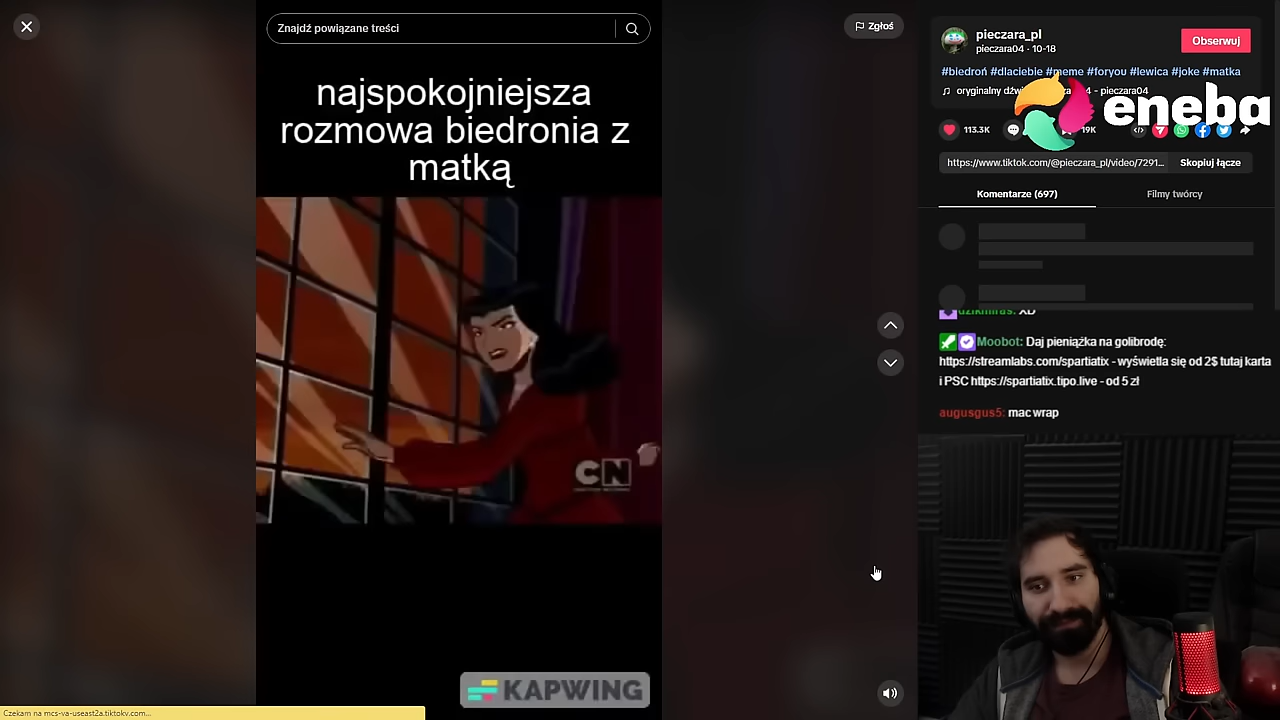 Znajdź powiązane treści
Zgłoś
najspokojniejsza
rozmowa biedronia z
matką
CN
KAPWING
Czekam na mcs-va-useast2a.tiktokv.com...
pieczara_pl
pieczara04 · 10-18
Obserwuj
#biedroń #dlaciebie #meme #foryou #lewica #joke #matka
oryginalny - pieczara04
eneba
113.3K
19K
https://www.tiktok.com/@pieczara_pl/video/7291...
Skopiuj łącze
Komentarze (697)
Filmy twórcy
dzikmiras: XD
Moobot: Daj pieniążka na golibrodę:
https://streamlabs.com/spartiatix - wyświetla się od 2$ tutaj karta
i PSC https://spartiatix.tipo.live - od 5 zł
augusgus5: mac wrap